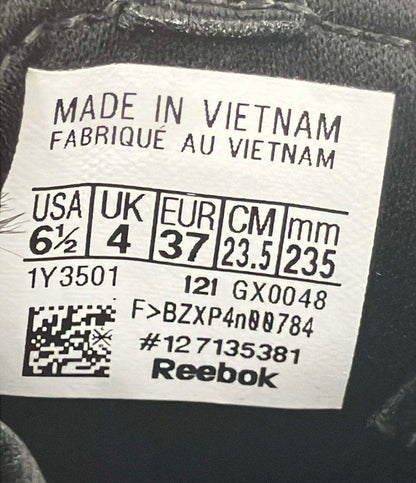 MADE IN VIETNAM
FABRIQUÉ AU VIETNAM
USA UK EUR CM mm
6½ 4 37 23.5 235
1Y3501 121 GX0048
F>BZXP4n00784
#127135381
Reebok